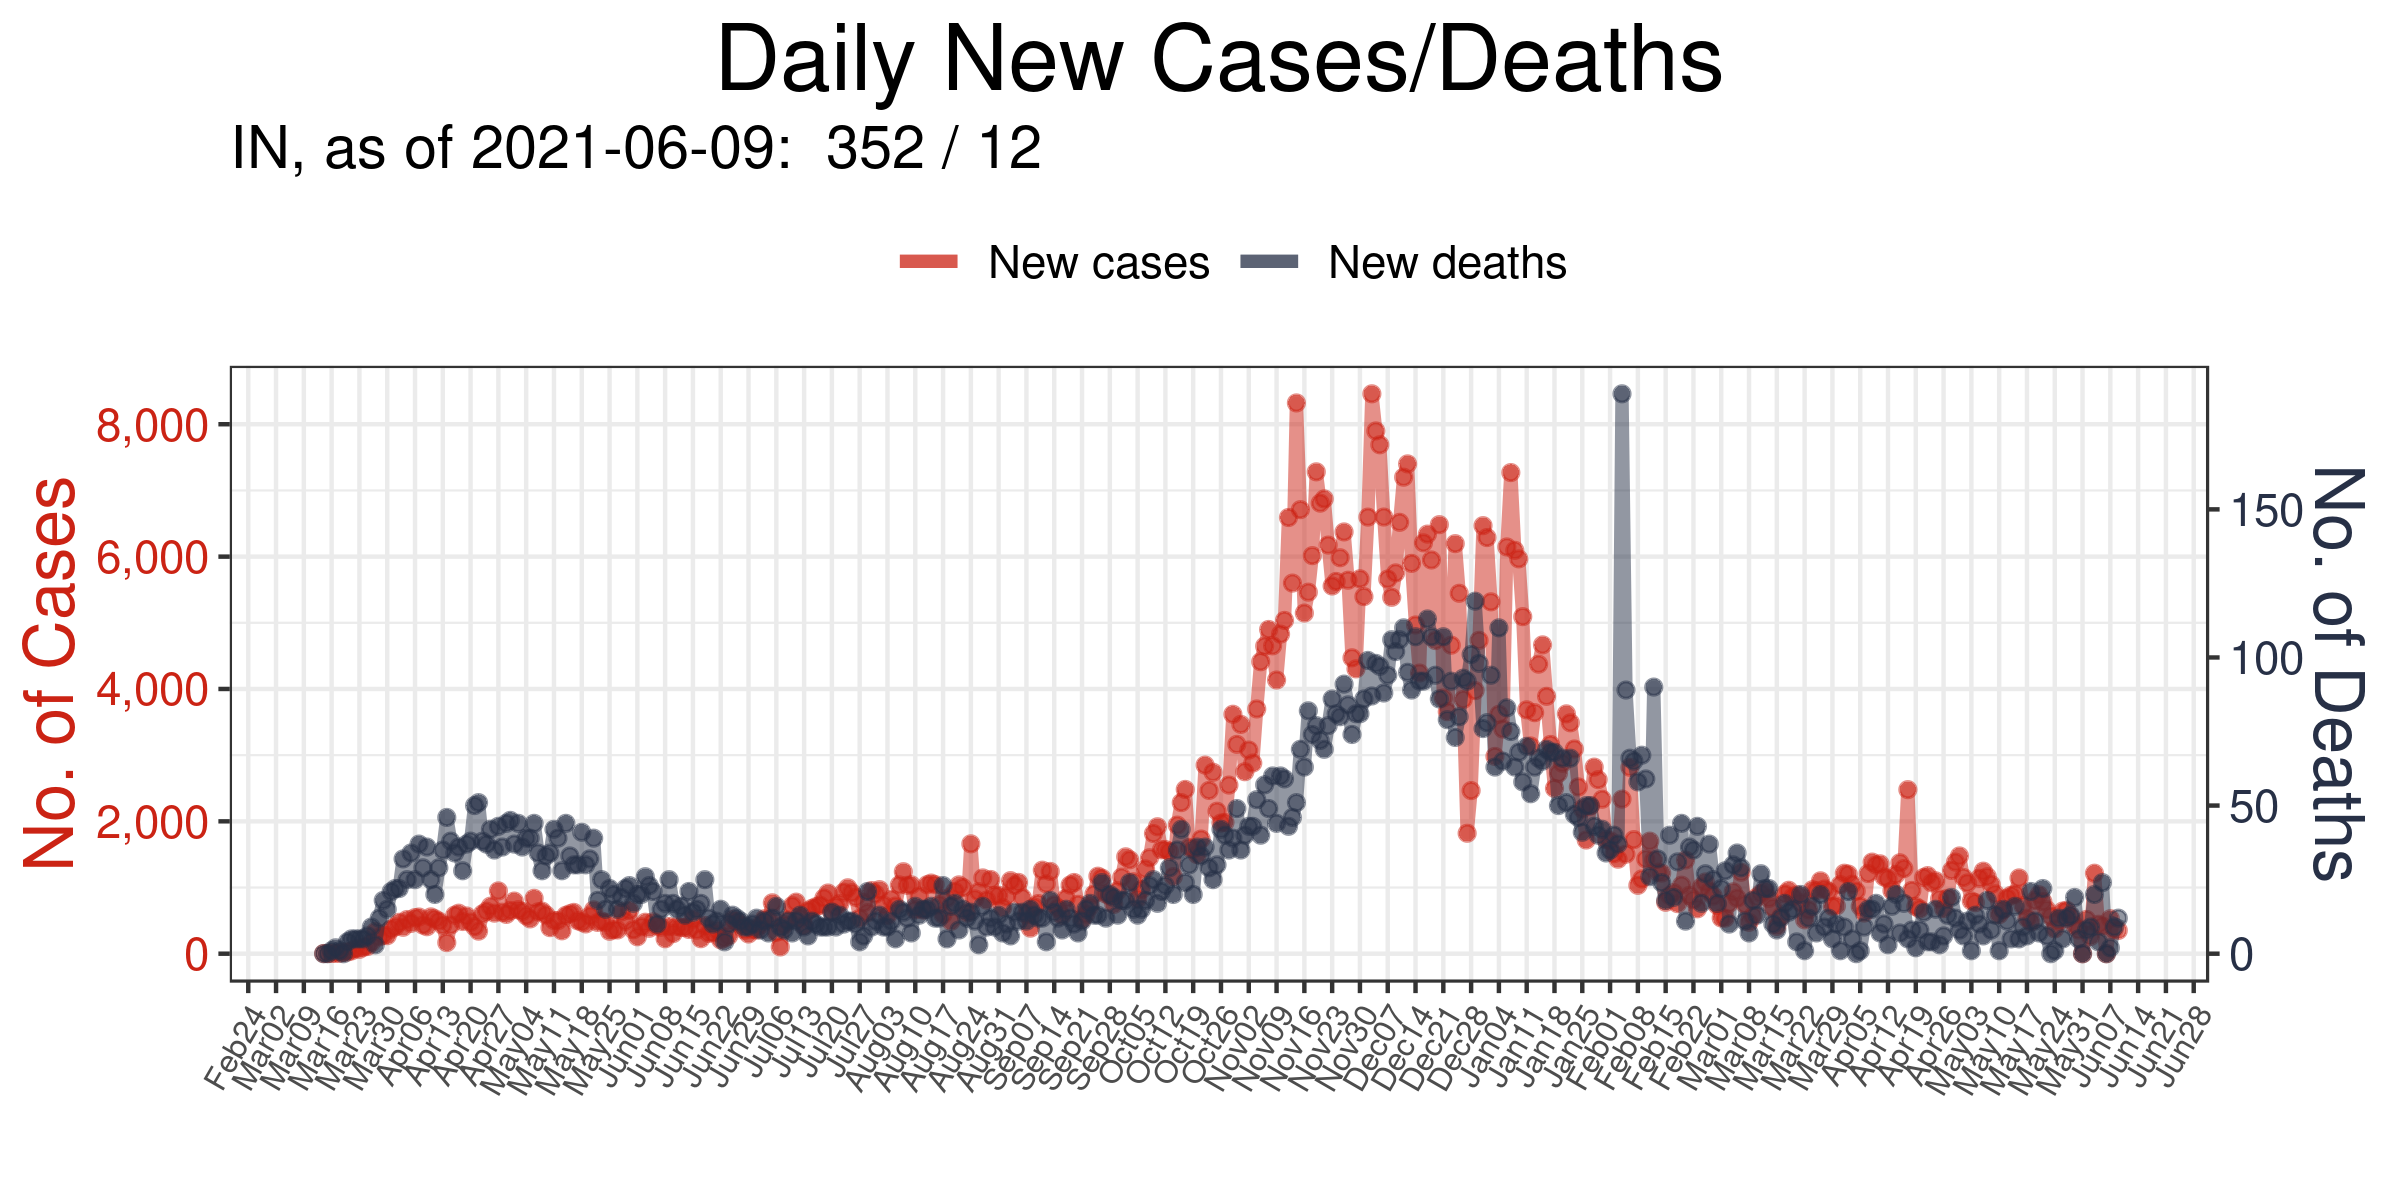 Daily New Cases/Deaths
IN, as of 2021-06-09:  352 / 12
New cases New deaths
No. of Cases
8,000
6,000
4,000
2,000
0
No. of Deaths
150
100
50
0
Feb24 Mar02 Mar09 Mar16 Mar23 Mar30 Apr06 Apr13 Apr20 Apr27 May04 May11 May18 May25 Jun01 Jun08 Jun15 Jun22 Jun29 Jul06 Jul13 Jul20 Jul27 Aug03 Aug10 Aug17 Aug24 Aug31 Sep07 Sep14 Sep21 Sep28 Oct05 Oct12 Oct19 Oct26 Nov02 Nov09 Nov16 Nov23 Nov30 Dec07 Dec14 Dec21 Dec28 Jan04 Jan11 Jan18 Jan25 Feb01 Feb08 Feb15 Feb22 Mar01 Mar08 Mar15 Mar22 Mar29 Apr05 Apr12 Apr19 Apr26 May03 May10 May17 May24 May31 Jun07 Jun14 Jun21 Jun28